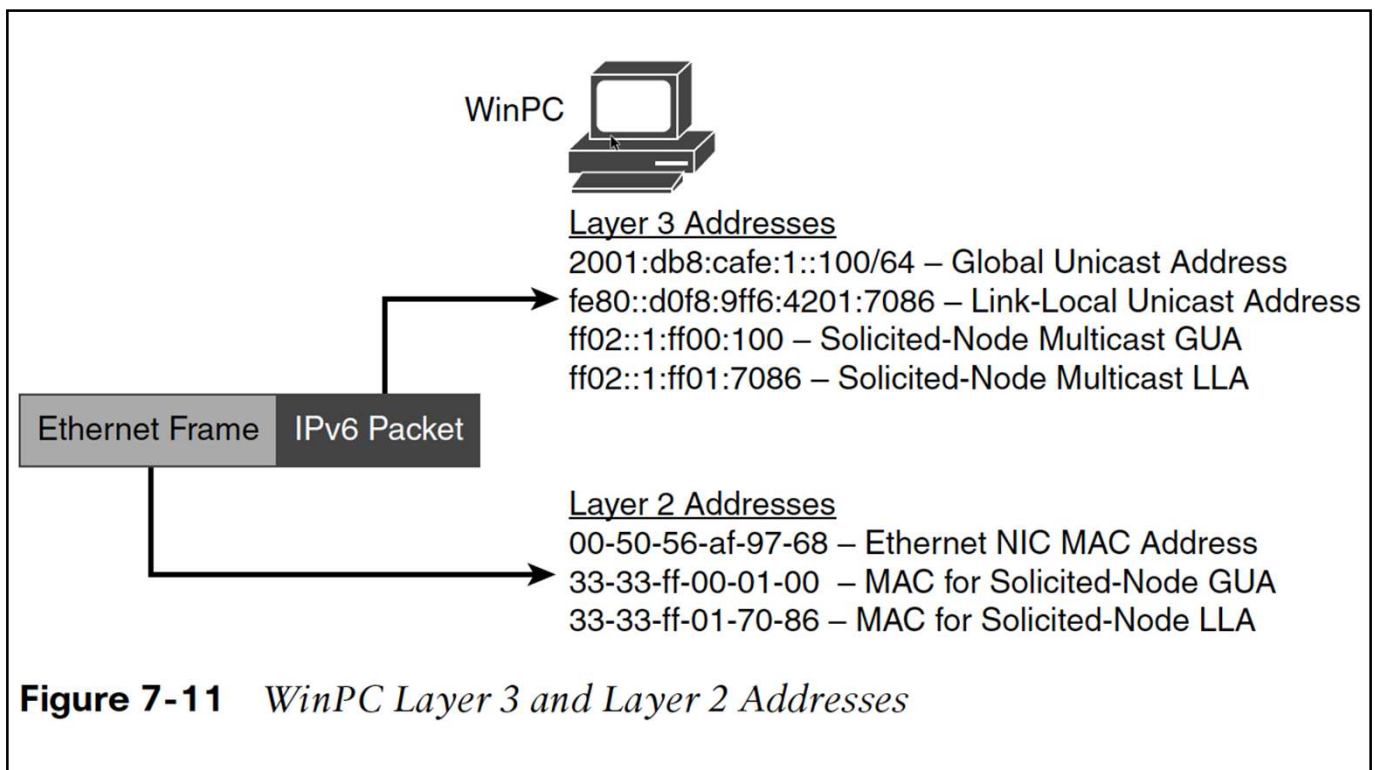 WinPC
Layer 3 Addresses
2001:db8:cafe:1::100/64 – Global Unicast Address
fe80::d0f8:9ff6:4201:7086 – Link-Local Unicast Address
ff02::1:ff00:100 – Solicited-Node Multicast GUA
ff02::1:ff01:7086 – Solicited-Node Multicast LLA
Ethernet Frame IPv6 Packet
Layer 2 Addresses
00-50-56-af-97-68 – Ethernet NIC MAC Address
33-33-ff-00-01-00 – MAC for Solicited-Node GUA
33-33-ff-01-70-86 – MAC for Solicited-Node LLA
Figure 7-11 WinPC Layer 3 and Layer 2 Addresses